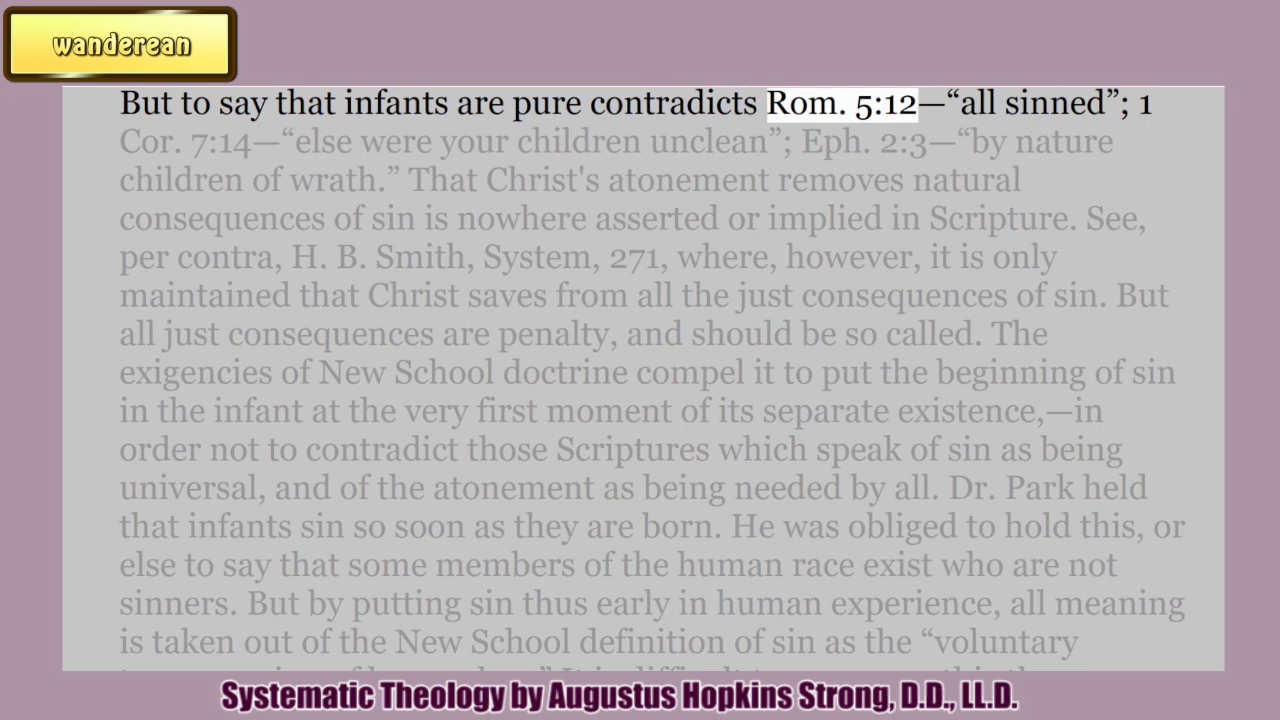 wanderean
But to say that infants are pure contradicts Rom. 5:12—“all sinned”; 1
Cor. 7:14—“else were your children unclean”; Eph. 2:3—“by nature
children of wrath.” That Christ's atonement removes natural
consequences of sin is nowhere asserted or implied in Scripture. See,
per contra, H. B. Smith, System, 271, where, however, it is only
maintained that Christ saves from all the just consequences of sin. But
all just consequences are penalty, and should be so called. The
exigencies of New School doctrine compel it to put the beginning of sin
in the infant at the very first moment of its separate existence,—in
order not to contradict those Scriptures which speak of sin as being
universal, and of the atonement as being needed by all. Dr. Park held
that infants sin so soon as they are born. He was obliged to hold this, or
else to say that some members of the human race exist who are not
sinners. But by putting sin thus early in human experience, all meaning
is taken out of the New School definition of sin as the “voluntary
Systematic Theology by Augustus Hopkins Strong, D.D., LL.D.